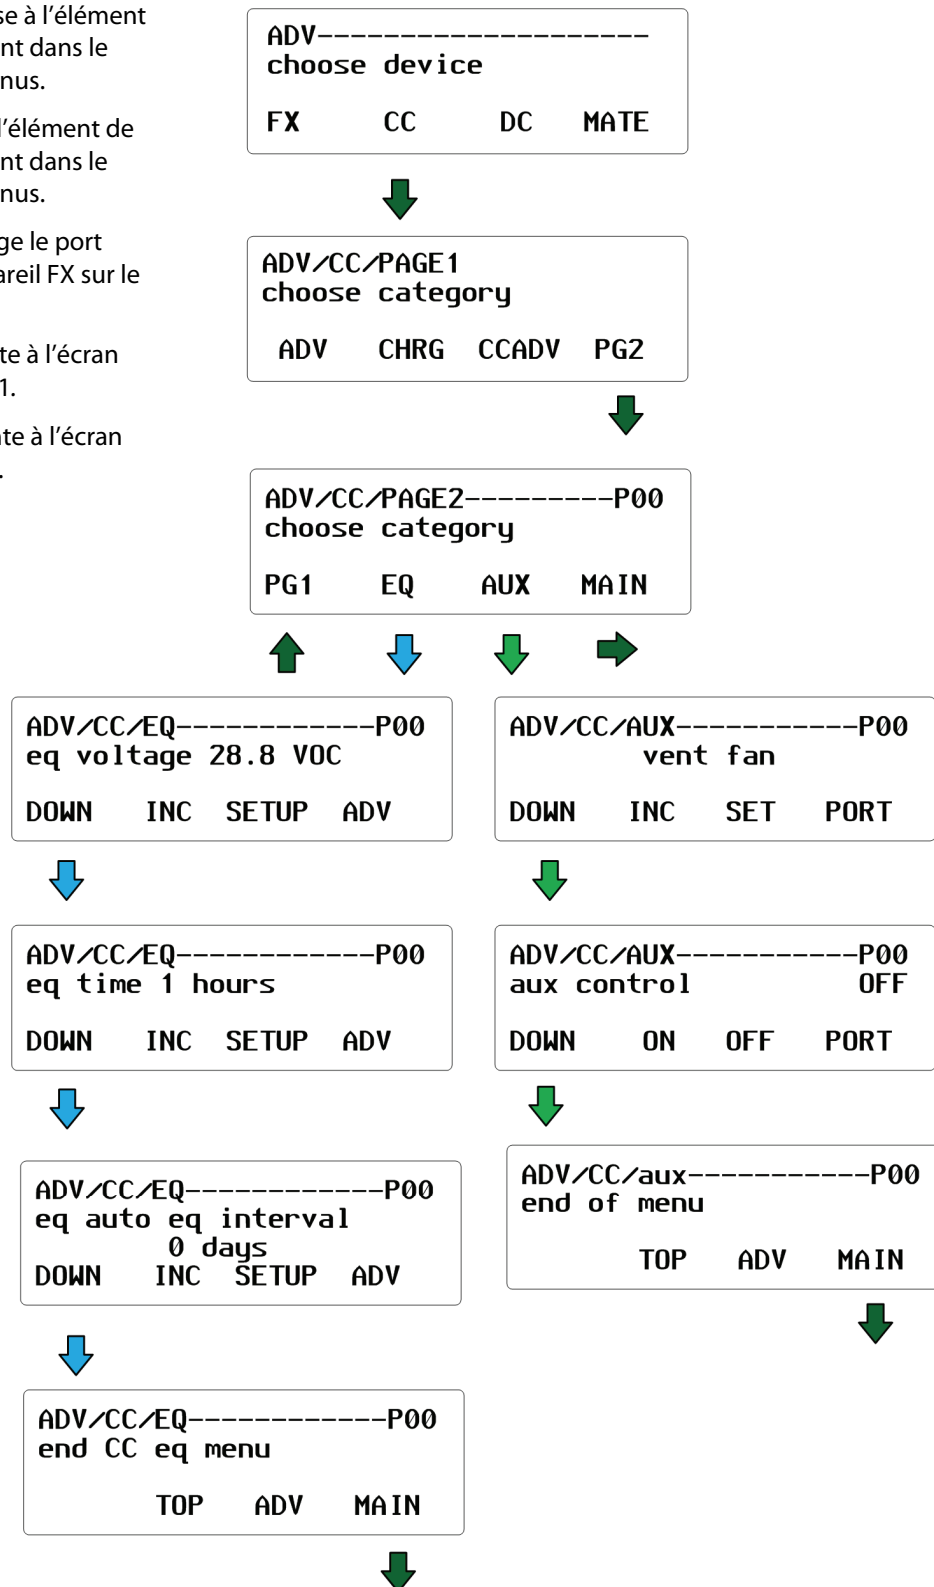 se à l'élément
nt dans le
nus.
l'élément de
nt dans le
nus.
ge le port
areil FX sur le
te à l'écran
1.
nte à l'écran
.
ADV--------------------
choose device
FX CC DC MATE
ADV/CC/PAGE1
choose category
ADV CHRG CCADV PG2
ADV/CC/PAGE2---------P00
choose category
PG1 EQ AUX MAIN
ADV/CC/EQ------------P00
eq voltage 28.8 VOC
DOWN INC SETUP ADV
ADV/CC/EQ------------P00
eq time 1 hours
DOWN INC SETUP ADV
ADV/CC/EQ------------P00
eq auto eq interval
0 days
DOWN INC SETUP ADV
ADV/CC/EQ------------P00
end CC eq menu
TOP ADV MAIN
ADV/CC/AUX-----------P00
vent fan
DOWN INC SET PORT
ADV/CC/AUX-----------P00
aux control OFF
DOWN ON OFF PORT
ADV/CC/aux-----------P00
end of menu
TOP ADV MAIN